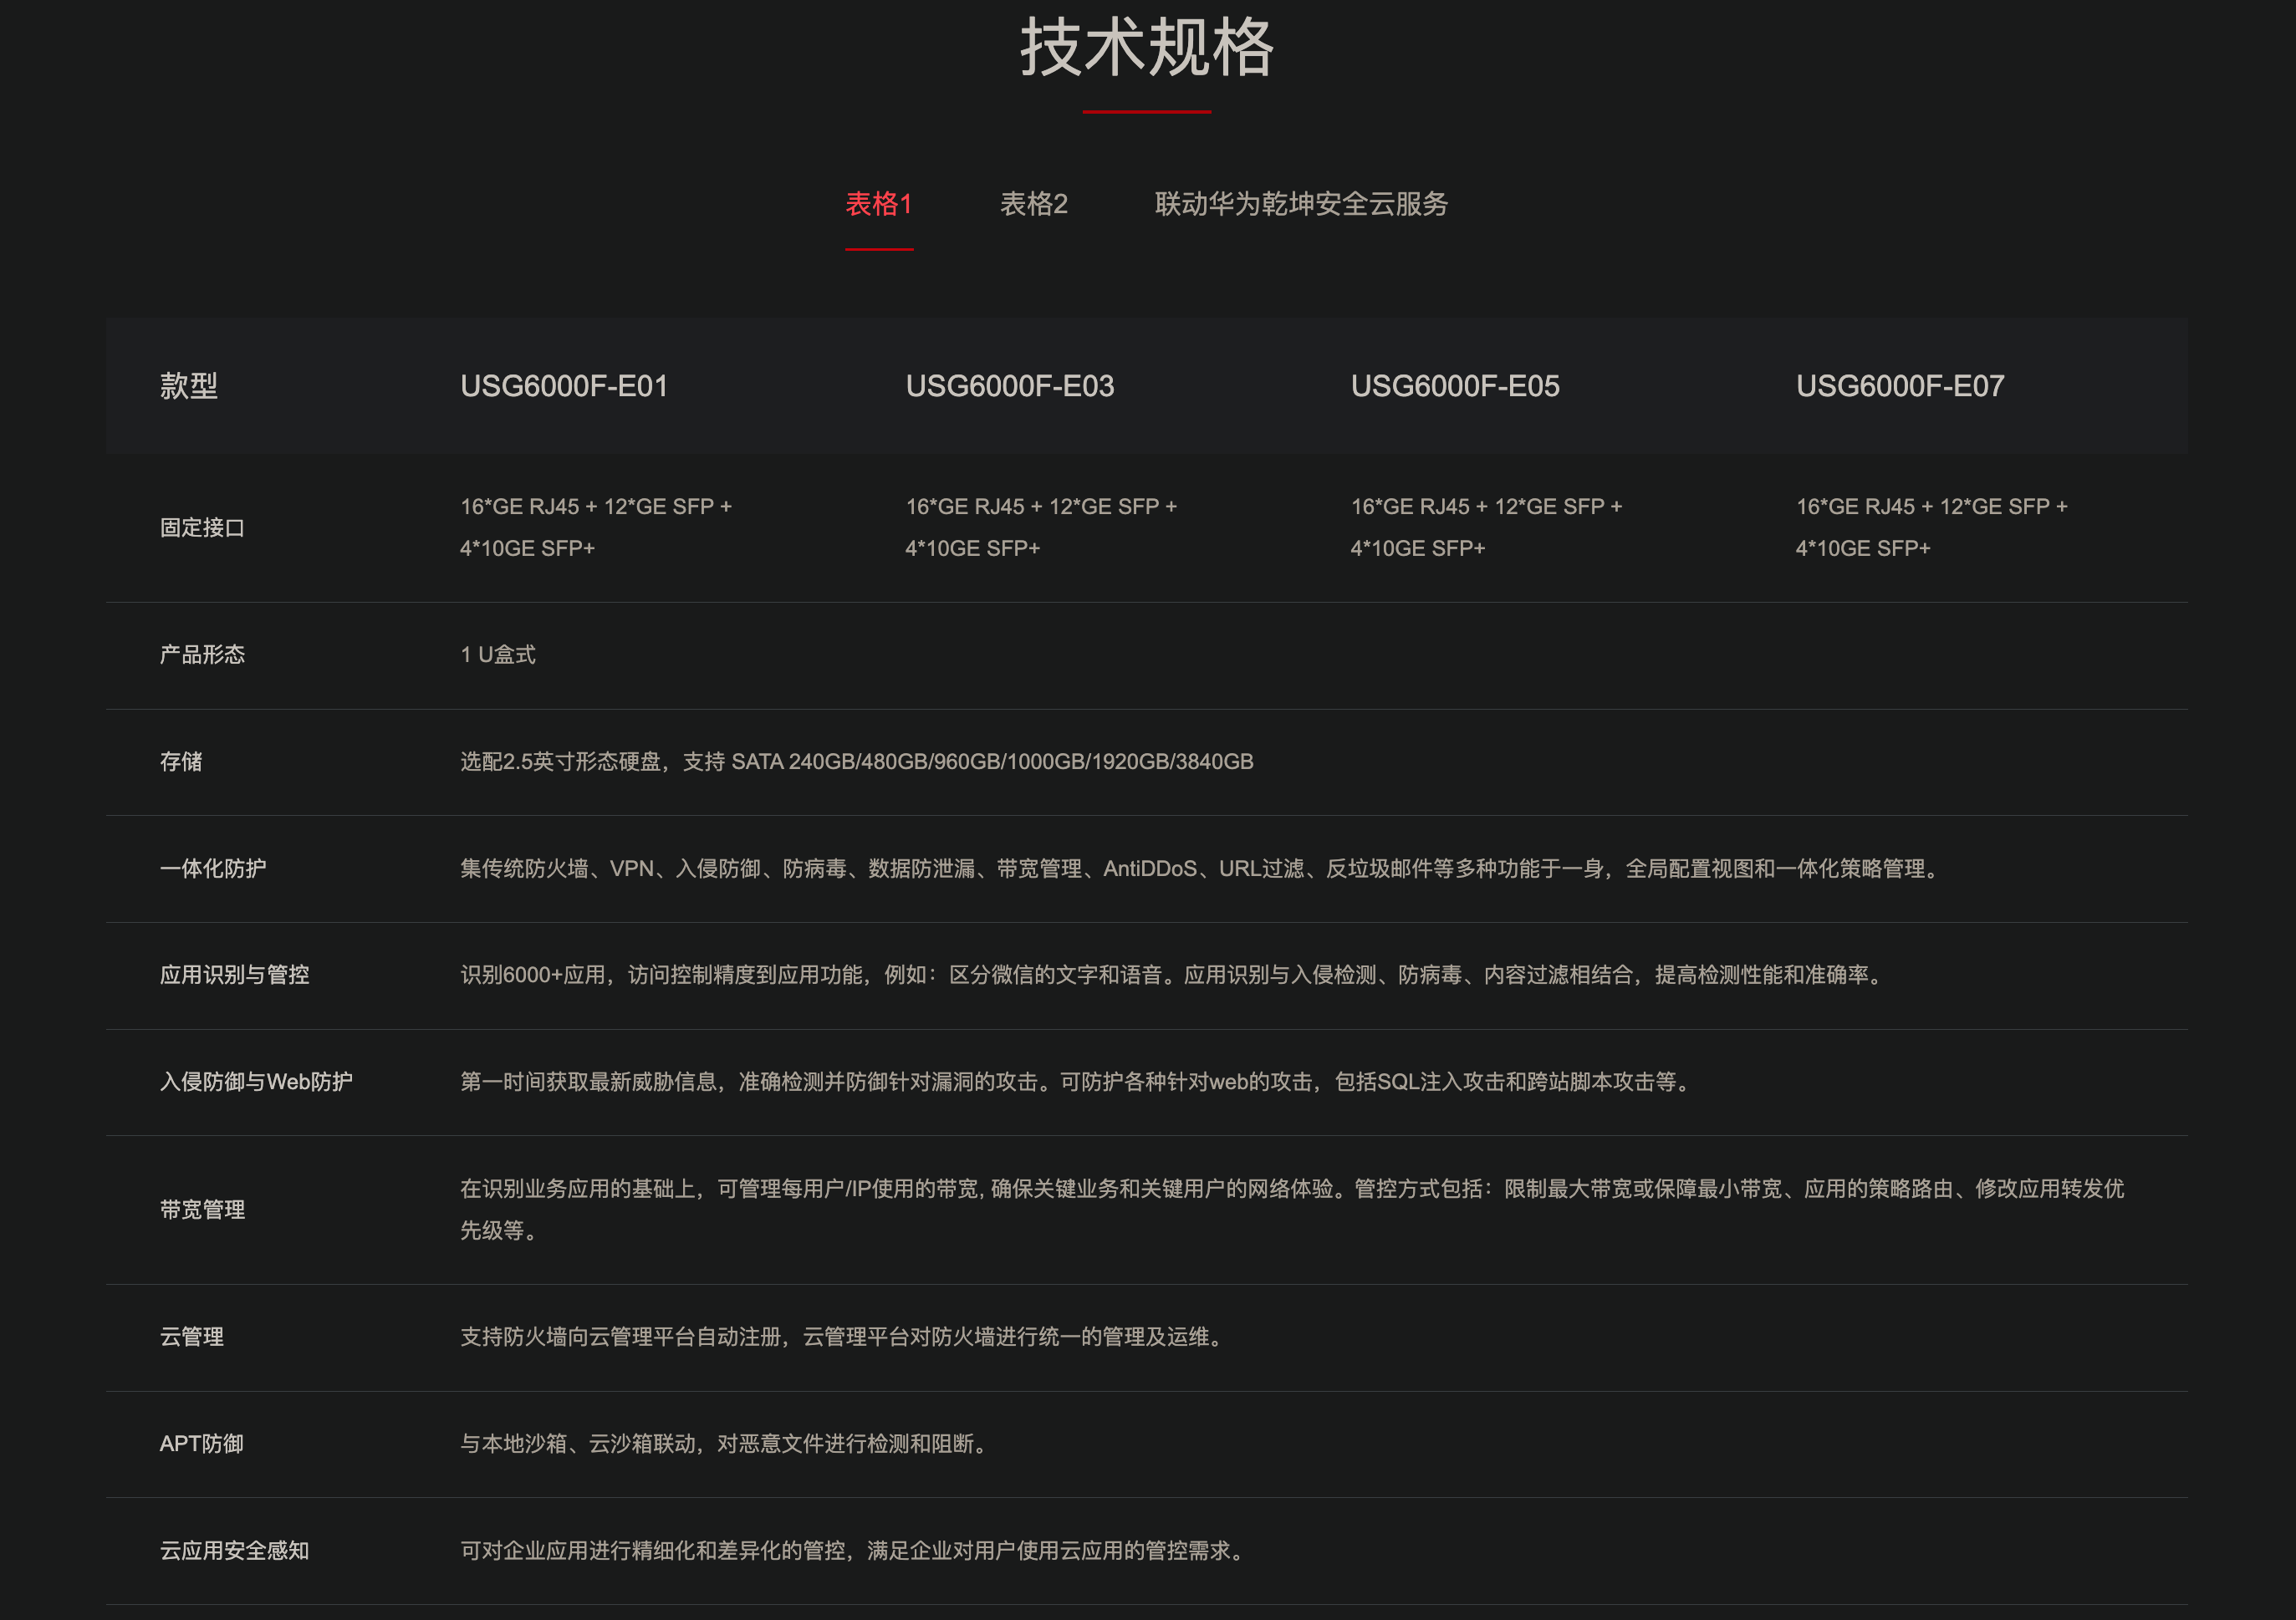 技术规格
表格1 表格2 联动华为乾坤安全云服务
款型 USG6000F-E01 USG6000F-E03 USG6000F-E05 USG6000F-E07
固定接口
16*GE RJ45 + 12*GE SFP + 16*GE RJ45 + 12*GE SFP + 16*GE RJ45 + 12*GE SFP + 16*GE RJ45 + 12*GE SFP +
4*10GE SFP+ 4*10GE SFP+ 4*10GE SFP+ 4*10GE SFP+
产品形态 1 U盒式
存储 选配2.5英寸形态硬盘，支持 SATA 240GB/480GB/960GB/1000GB/1920GB/3840GB
一体化防护 集传统防火墙、VPN、入侵防御、防病毒、数据防泄漏、带宽管理、AntiDDoS、URL过滤、反垃圾邮件等多种功能于一身，全局配置视图和一体化策略管理。
应用识别与管控 识别6000+应用，访问控制精度到应用功能，例如：区分微信的文字和语音。应用识别与入侵检测、防病毒、内容过滤相结合，提高检测性能和准确率。
入侵防御与Web防护 第一时间获取最新威胁信息，准确检测并防御针对漏洞的攻击。可防护各种针对web的攻击，包括SQL注入攻击和跨站脚本攻击等。
带宽管理
在识别业务应用的基础上，可管理每用户/IP使用的带宽, 确保关键业务和关键用户的网络体验。管控方式包括：限制最大带宽或保障最小带宽、应用的策略路由、修改应用转发优
先级等。
云管理 支持防火墙向云管理平台自动注册，云管理平台对防火墙进行统一的管理及运维。
APT防御 与本地沙箱、云沙箱联动，对恶意文件进行检测和阻断。
云应用安全感知 可对企业应用进行精细化和差异化的管控，满足企业对用户使用云应用的管控需求。